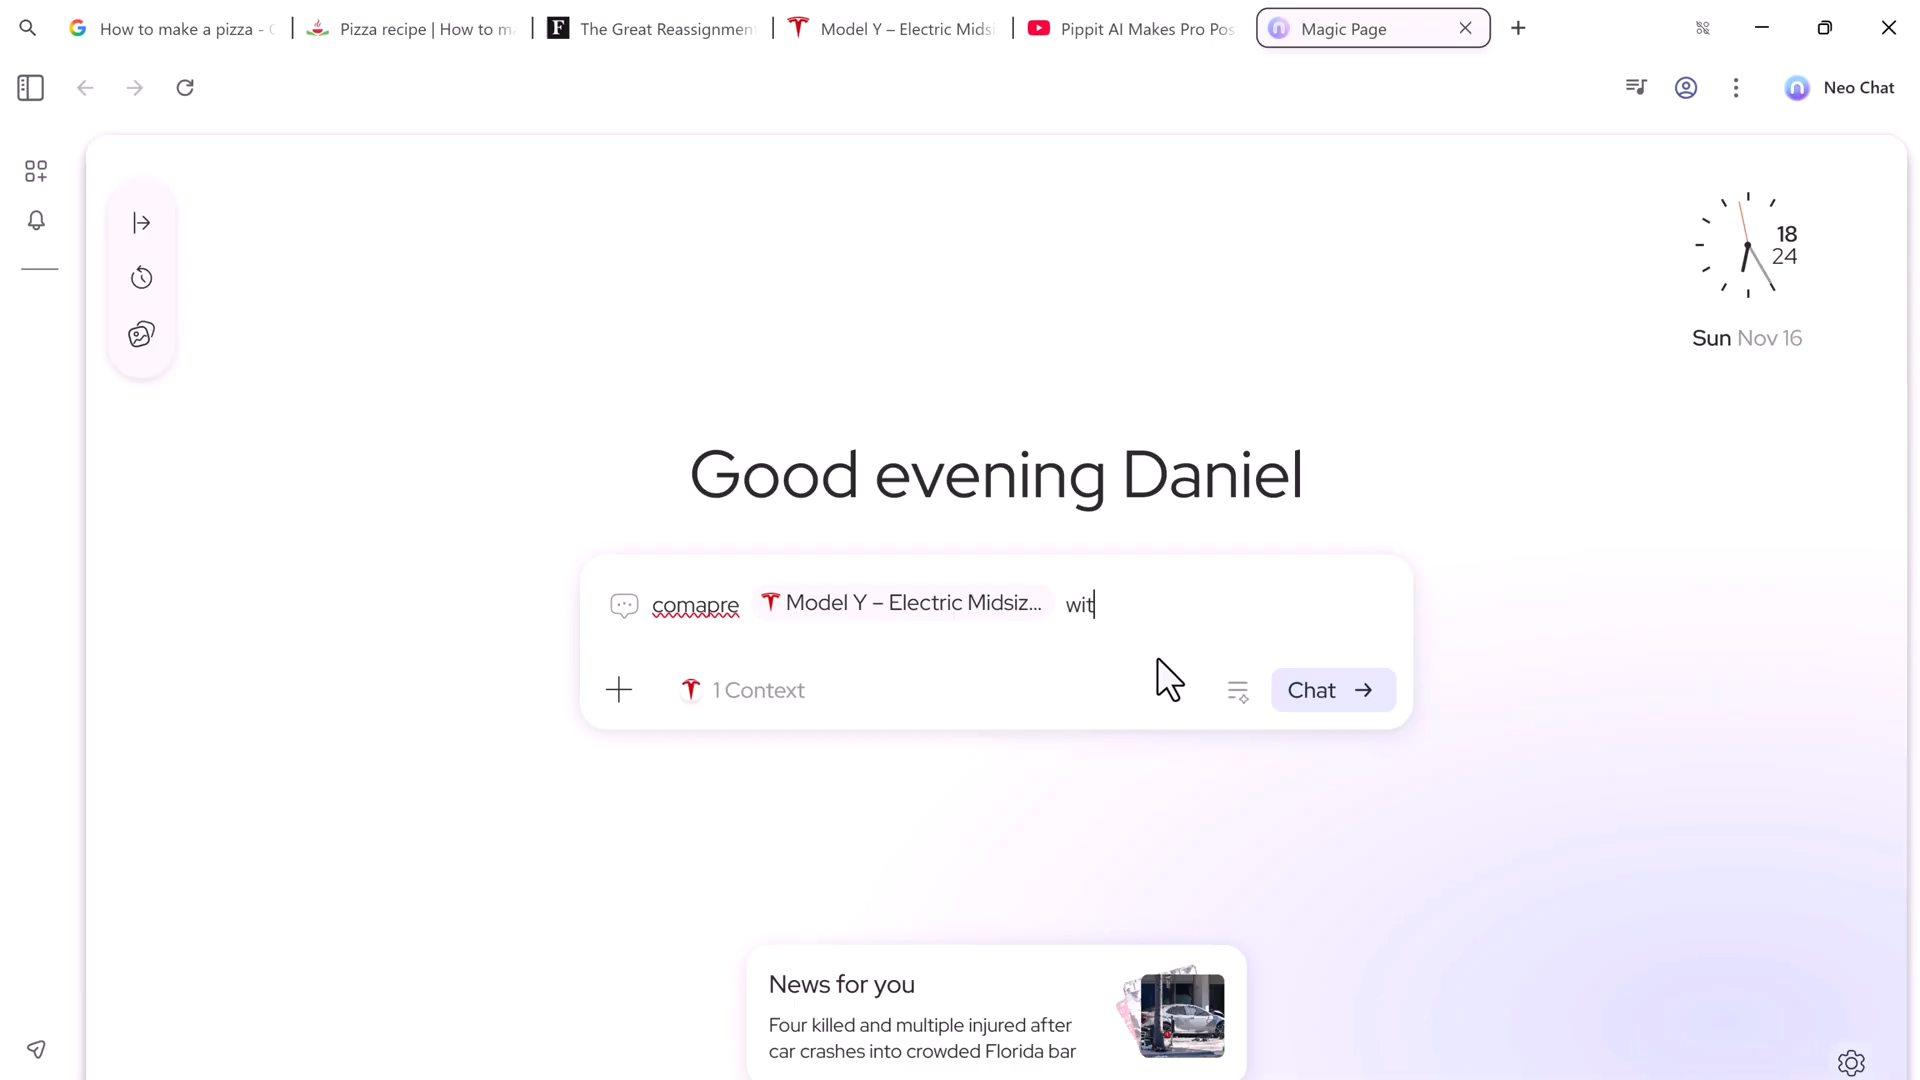 How to make a pizza - G
Pizza recipe | How to ma
The Great Reassignment
Model Y – Electric Midsi
Pippit AI Makes Pro Pos
Magic Page
Neo Chat
18
24
Sun Nov 16
Good evening Daniel
comapre Model Y – Electric Midsiz... wit
1 Context
Chat
News for you
Four killed and multiple injured after
car crashes into crowded Florida bar